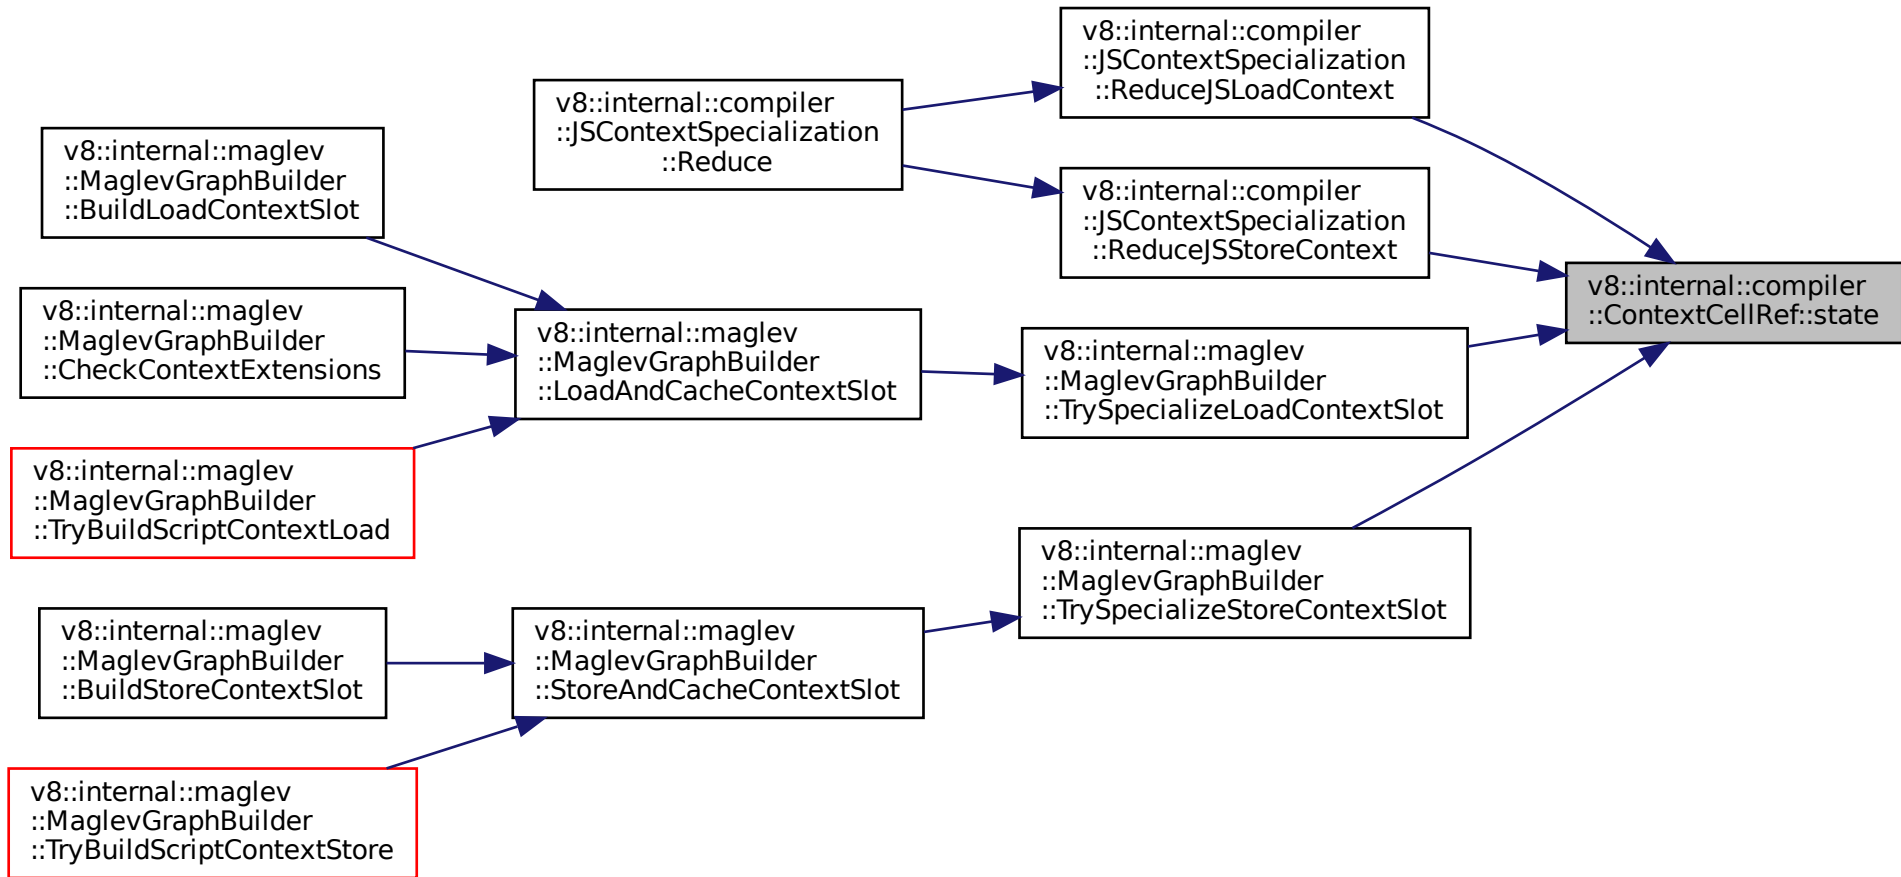 v8::internal::compiler
::JSContextSpecialization
::ReduceJSLoadContext
v8::internal::compiler
::JSContextSpecialization
::Reduce
v8::internal::maglev
::MaglevGraphBuilder
::BuildLoadContextSlot
v8::internal::compiler
::JSContextSpecialization
::ReduceJSStoreContext
v8::internal::compiler
::ContextCellRef::state
v8::internal::maglev
::MaglevGraphBuilder
::CheckContextExtensions
v8::internal::maglev
::MaglevGraphBuilder
::LoadAndCacheContextSlot
v8::internal::maglev
::MaglevGraphBuilder
::TrySpecializeLoadContextSlot
v8::internal::maglev
::MaglevGraphBuilder
::TryBuildScriptContextLoad
v8::internal::maglev
::MaglevGraphBuilder
::TrySpecializeStoreContextSlot
v8::internal::maglev
::MaglevGraphBuilder
::BuildStoreContextSlot
v8::internal::maglev
::MaglevGraphBuilder
::StoreAndCacheContextSlot
v8::internal::maglev
::MaglevGraphBuilder
::TryBuildScriptContextStore